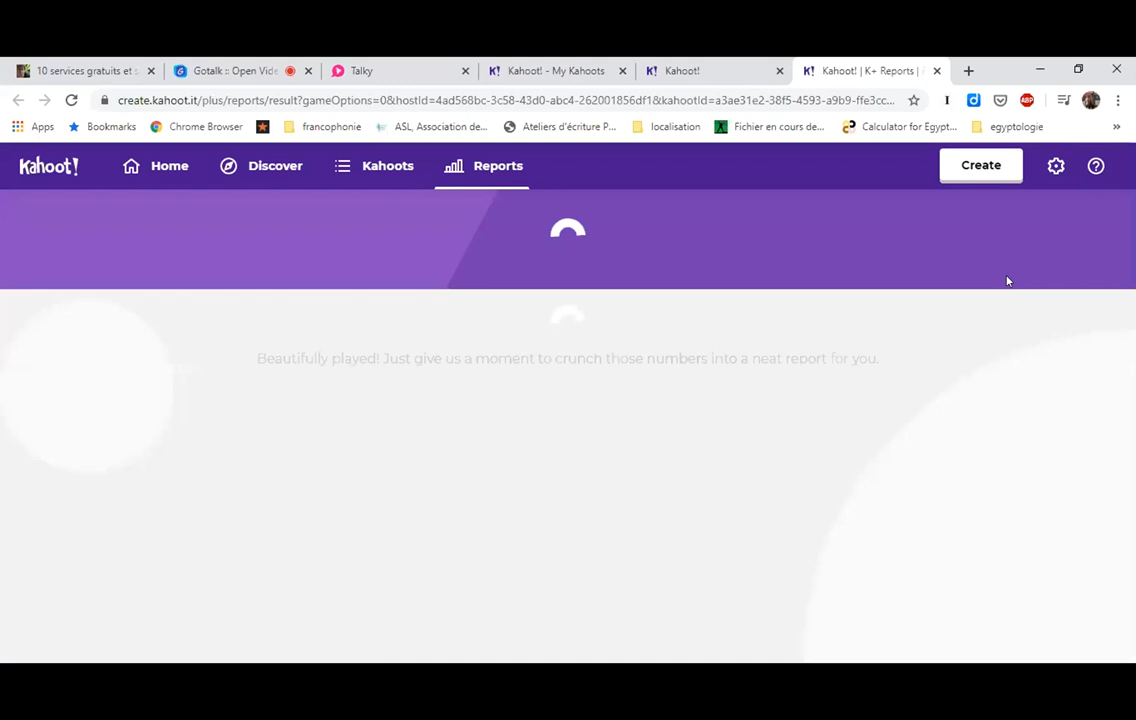 10 services gratuits et s
Gotalk :: Open Vide
Talky
Kahoot! - My Kahoots
Kahoot!
Kahoot! | K+ Reports |
create.kahoot.it/plus/reports/result?gameOptions=0&hostId=4ad568bc-3c58-43d0-abc4-262001856df1&kahootId=a3ae31e2-38f5-4593-a9b9-ffe3cc...
Apps
Bookmarks
Chrome Browser
francophonie
ASL, Association de...
Ateliers d'écriture P...
localisation
Fichier en cours de...
Calculator for Egypt...
egyptologie
Kahoot!
Home
Discover
Kahoots
Reports
Create
Beautifully played! Just give us a moment to crunch those numbers into a neat report for you.